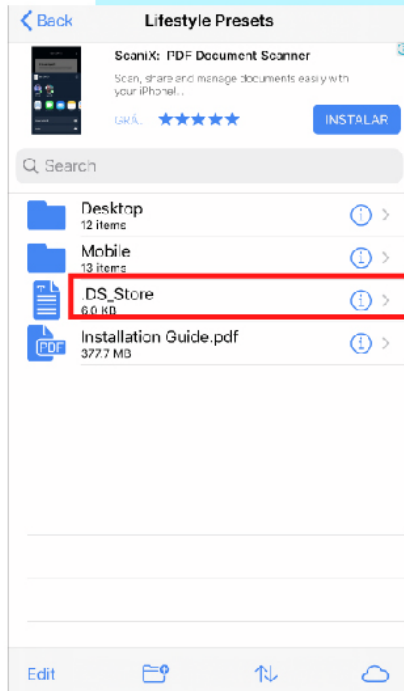 Back
Lifestyle Presets
ScaniX: PDF Document Scanner
Scan, share and manage documents easily with
your iPhone!..
GRÁ..
INSTALAR
Search
Desktop
12 items
Mobile
13 items
.DS_Store
6.0 KB
Installation Guide.pdf
PDF
377.7 MB
Edit